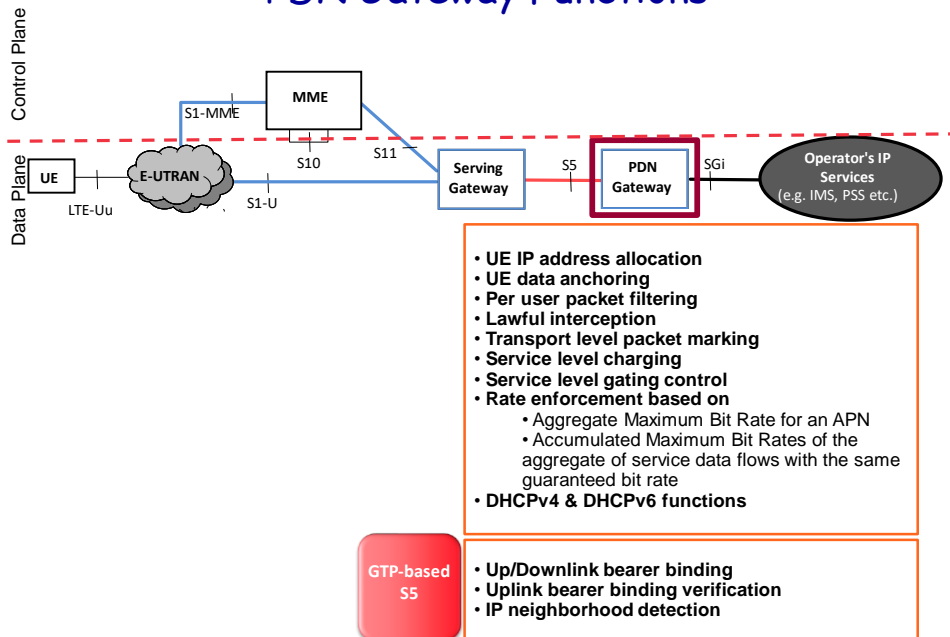 PDN Gateway Functions
Control Plane
MME
S1-MME
S10
S11
Data Plane
UE
LTE-Uu
E-UTRAN
S1-U
Serving
Gateway
S5
PDN
Gateway
SGi
Operator's IP
Services
(e.g. IMS, PSS etc.)
• UE IP address allocation
• UE data anchoring
• Per user packet filtering
• Lawful interception
• Transport level packet marking
• Service level charging
• Service level gating control
• Rate enforcement based on
• Aggregate Maximum Bit Rate for an APN
• Accumulated Maximum Bit Rates of the
aggregate of service data flows with the same
guaranteed bit rate
• DHCPv4 & DHCPv6 functions
GTP-based
S5
• Up/Downlink bearer binding
• Uplink bearer binding verification
• IP neighborhood detection